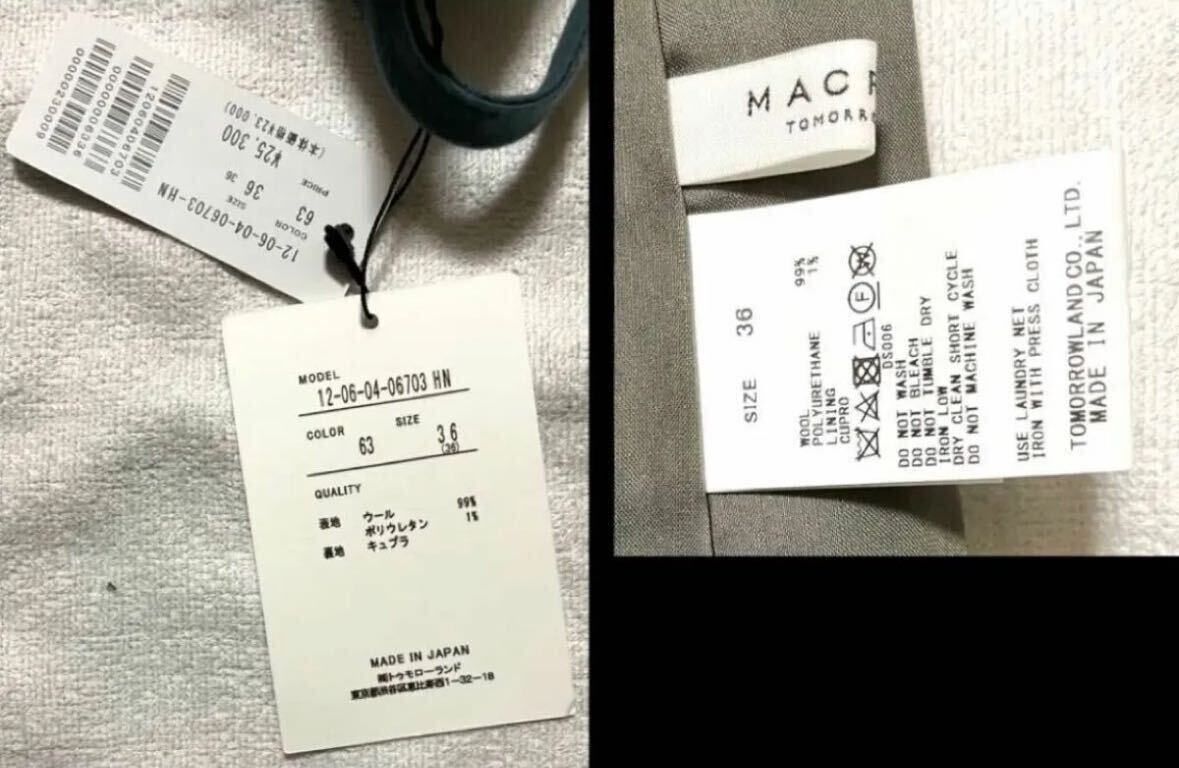 12-06-04-06703-HN
COLOR SIZE PRICE
63 36 36 ¥25,300
(本体価格¥23,000)
12060406703
0000000063036
0000023000
MODEL
12-06-04-06703 HN
COLOR 63 SIZE 36
(36)
QUALITY
表地 ウール 99%
ポリウレタン 1%
裏地 キュプラ
MADE IN JAPAN
㈱トゥモローランド
東京都渋谷区恵比寿西1-32-18
MAC
TOMORR
SIZE 36
WOOL 99%
POLYURETHANE 1%
LINING
CUPRO
F
W
DS006
DO NOT WASH
DO NOT BLEACH
DO NOT TUMBLE DRY
IRON LOW
DRY CLEAN SHORT CYCLE
DO NOT MACHINE WASH
USE LAUNDRY NET
IRON WITH PRESS CLOTH
TOMORROWLAND CO., LTD.
MADE IN JAPAN